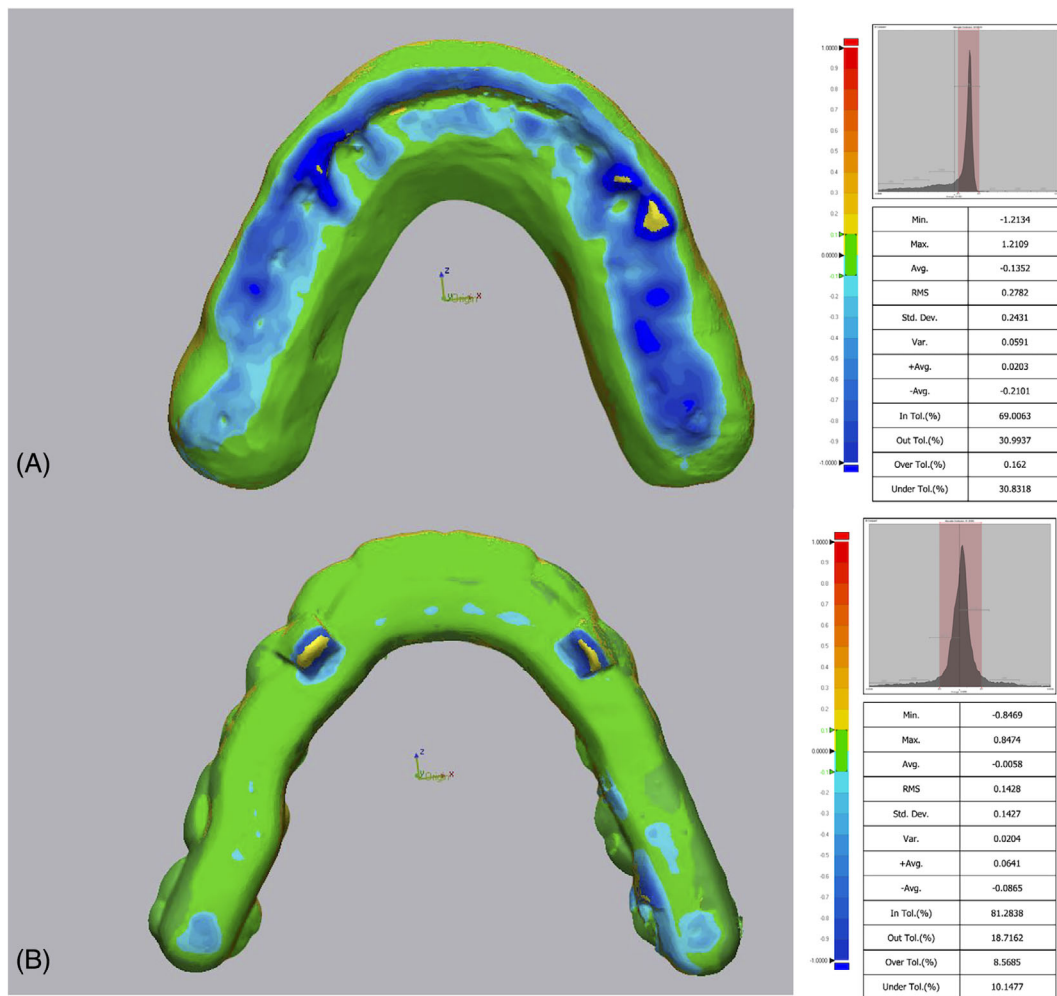 (A)
z
x
1.0000
0.9
0.8
0.7
0.6
0.5
0.4
0.3
0.2
0.1
0.0000
-0.1
-0.2
-0.3
-0.4
-0.5
-0.6
-0.7
-0.8
-0.9
-1.0000
Min. -1.2134
Max. 1.2109
Avg. -0.1352
RMS 0.2782
Std. Dev. 0.2431
Var. 0.0591
+Avg. 0.0203
-Avg. -0.2101
In Tol.(%) 69.0063
Out Tol.(%) 30.9937
Over Tol.(%) 0.162
Under Tol.(%) 30.8318
(B)
z
x
1.0000
0.9
0.8
0.7
0.6
0.5
0.4
0.3
0.2
0.1
0.0000
-0.1
-0.2
-0.3
-0.4
-0.5
-0.6
-0.7
-0.8
-0.9
-1.0000
Min. -0.8469
Max. 0.8474
Avg. -0.0058
RMS 0.1428
Std. Dev. 0.1427
Var. 0.0204
+Avg. 0.0641
-Avg. -0.0865
In Tol.(%) 81.2838
Out Tol.(%) 18.7162
Over Tol.(%) 8.5685
Under Tol.(%) 10.1477